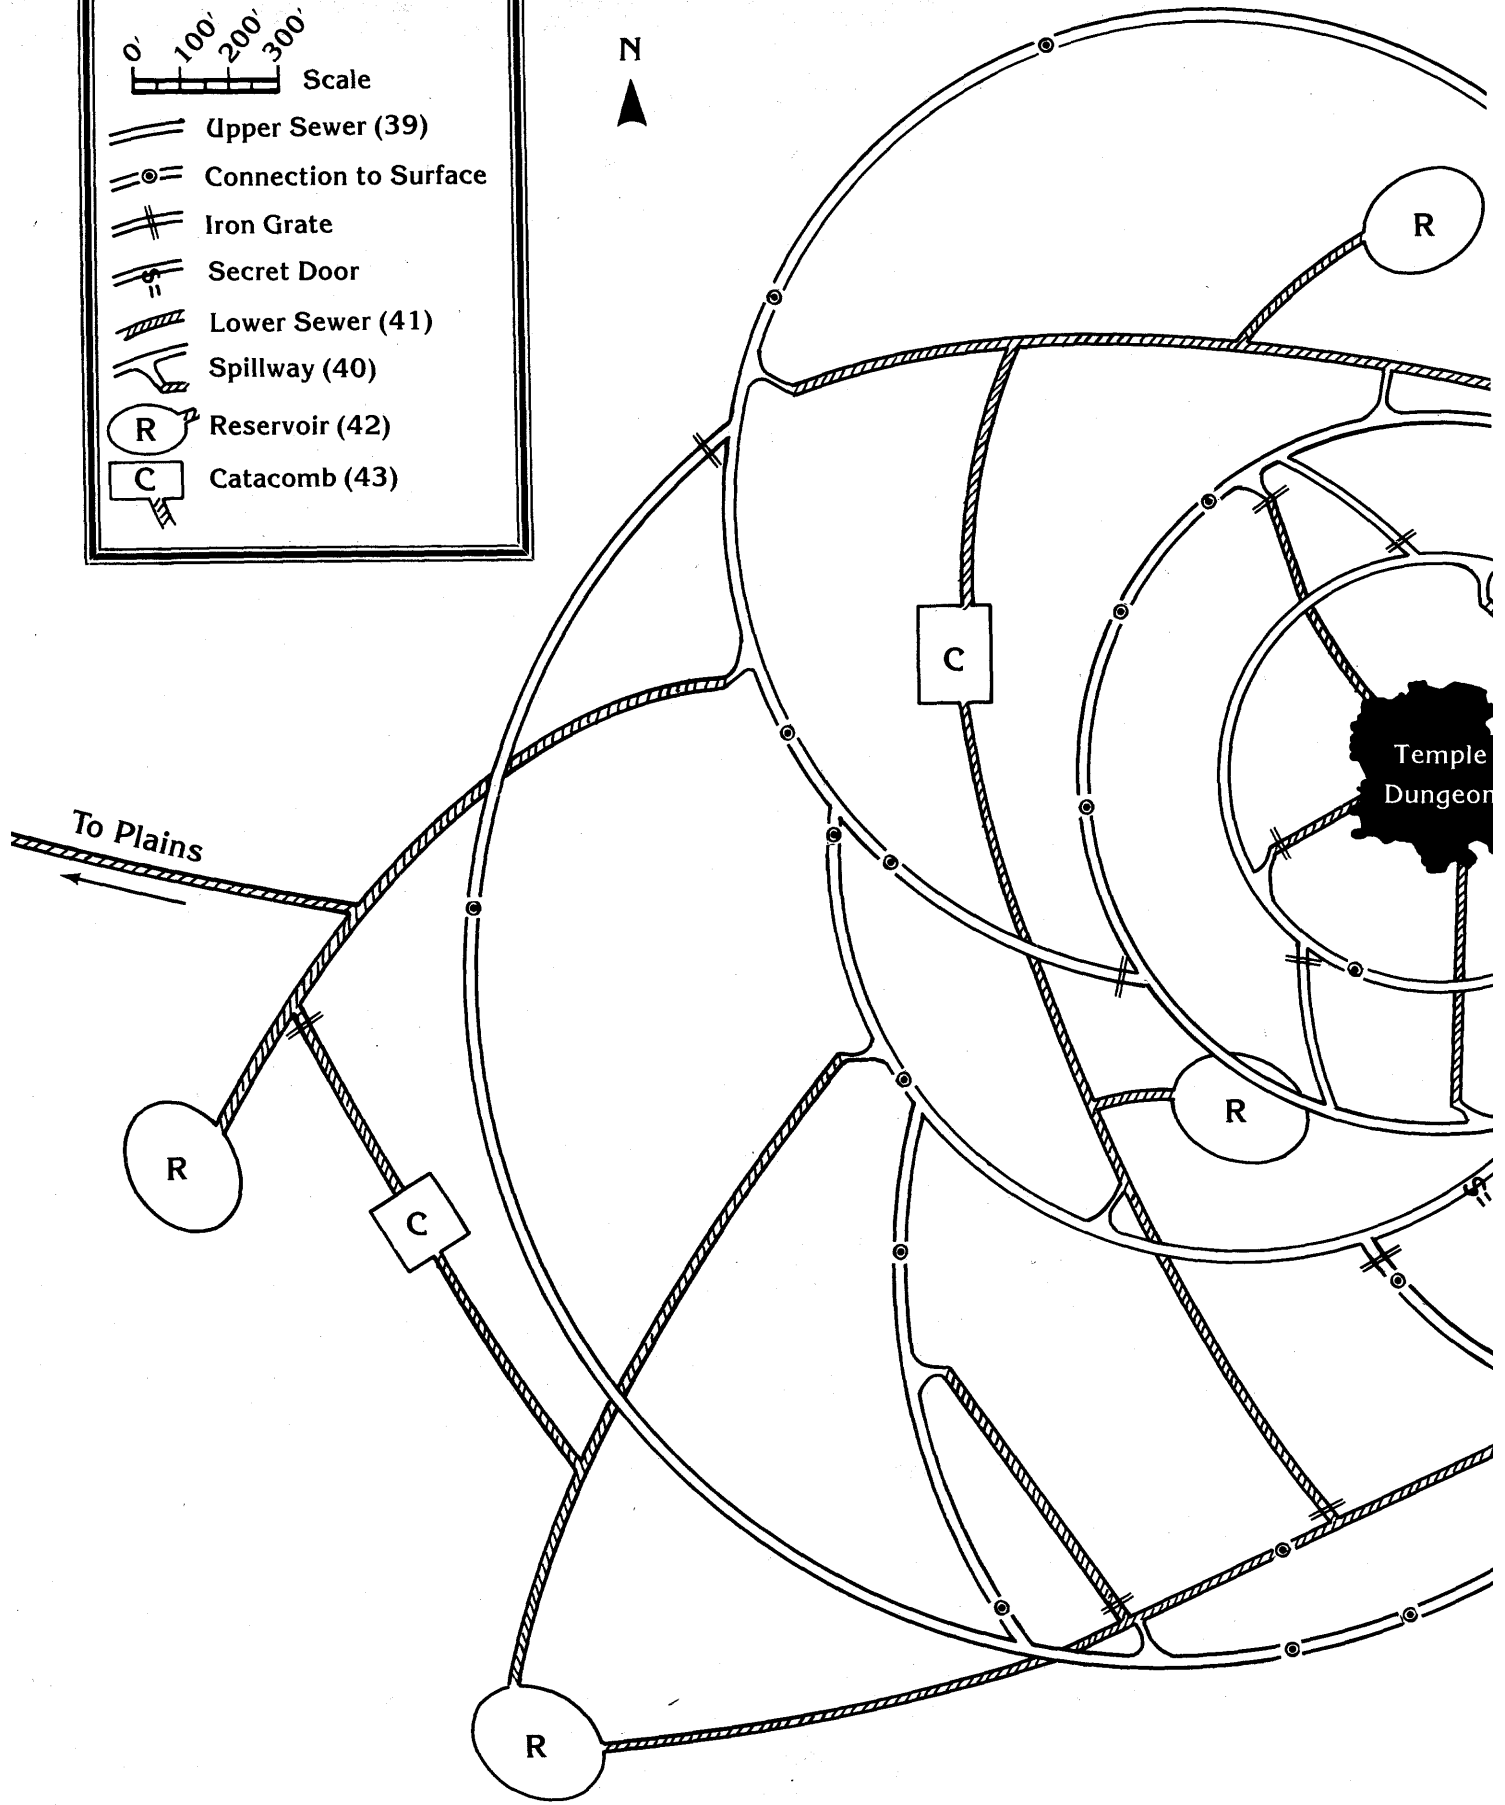 0' 100' 200' 300'
Scale
Upper Sewer (39)
Connection to Surface
Iron Grate
S
Secret Door
Lower Sewer (41)
Spillway (40)
R
Reservoir (42)
C
Catacomb (43)
N
R
C
Temple
Dungeon
To Plains
R
R
S
C
R